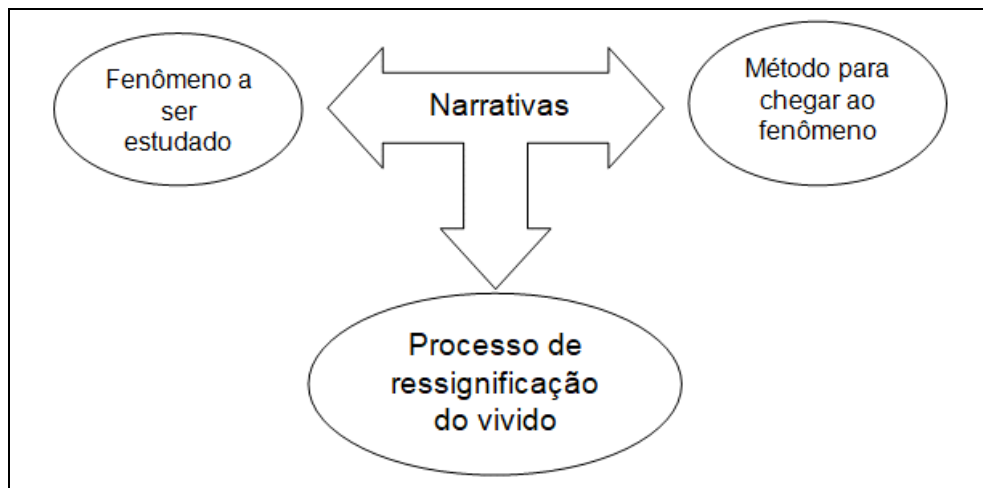 Fenômeno a
ser
estudado
Narrativas
Método para
chegar ao
fenômeno
Processo de
ressignificação
do vivido